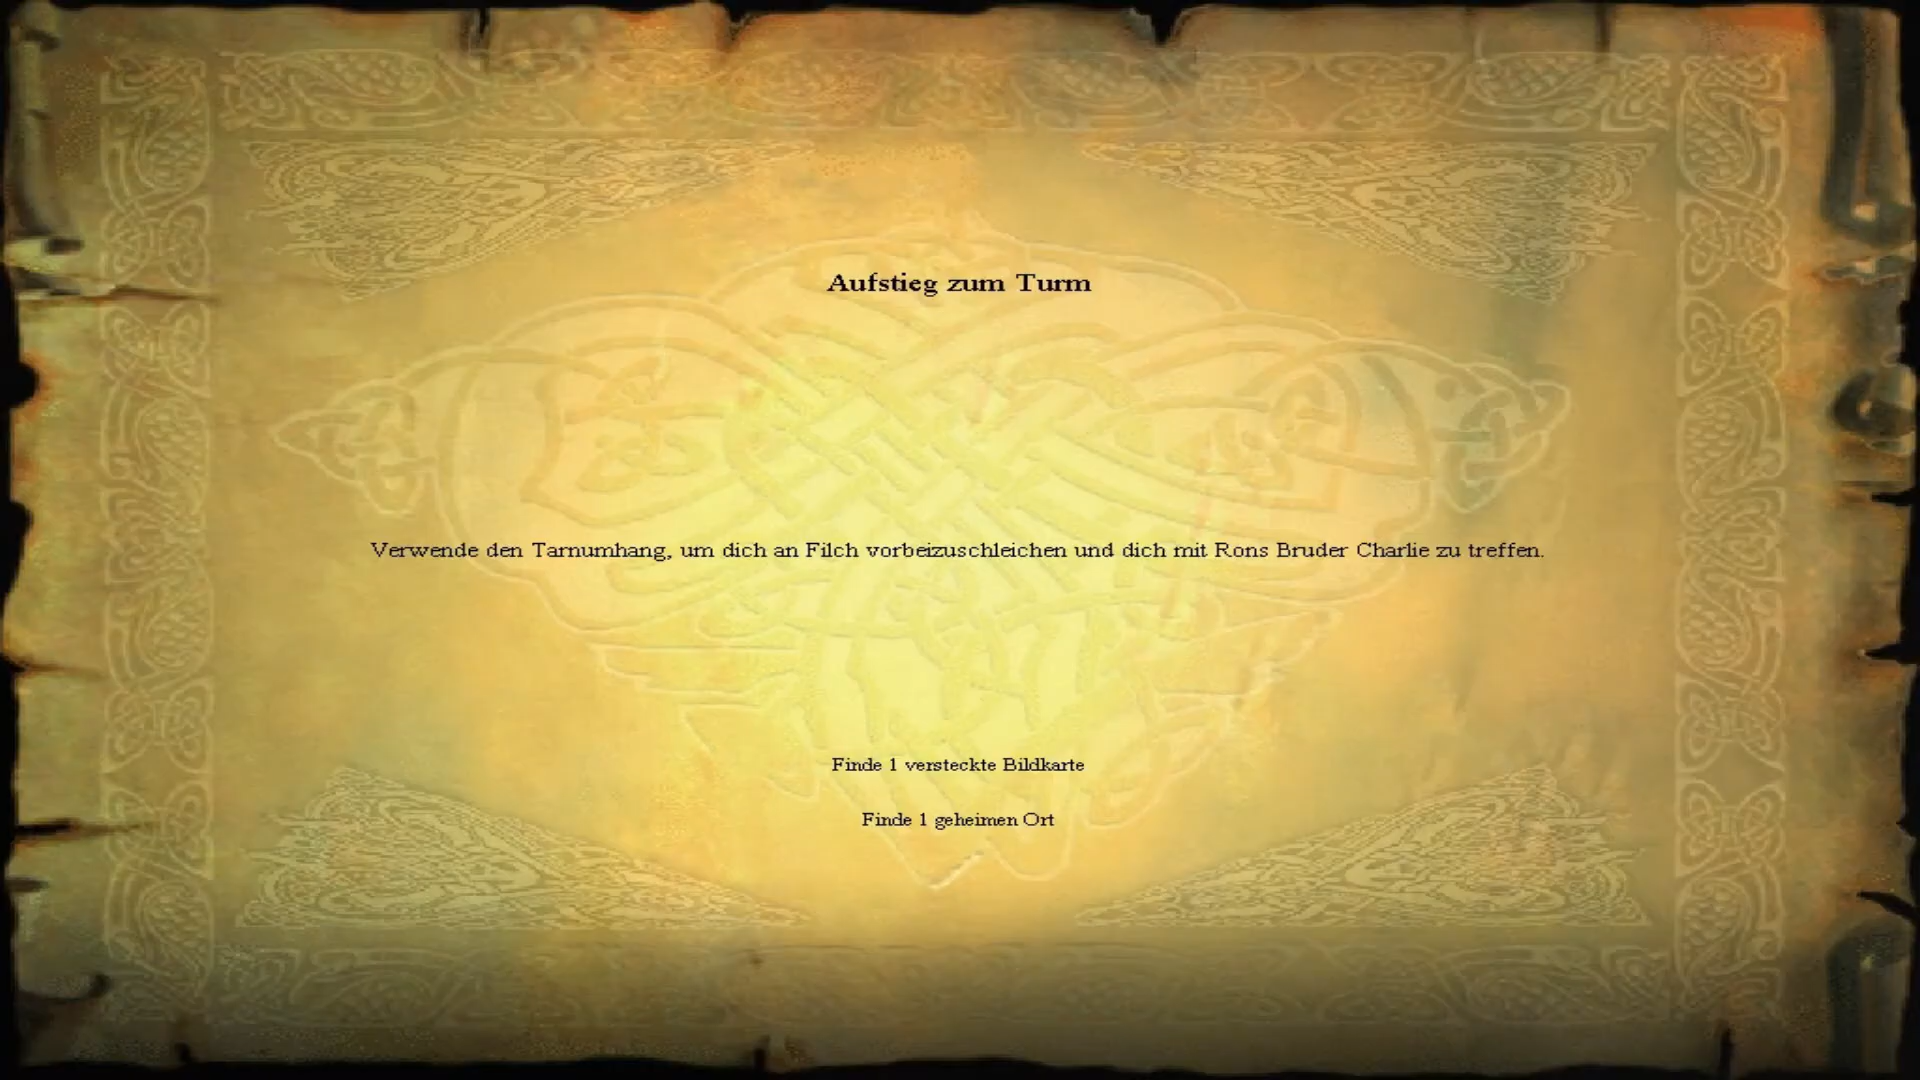 Aufstieg zum Turm
Verwende den Tarnumhang, um dich an Filch vorbeizuschleichen und dich mit Rons Bruder Charlie zu treffen.
Finde 1 versteckte Bildkarte
Finde 1 geheimen Ort